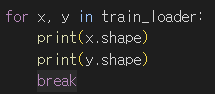 for x, y in train_loader:
    print(x.shape)
    print(y.shape)
    break